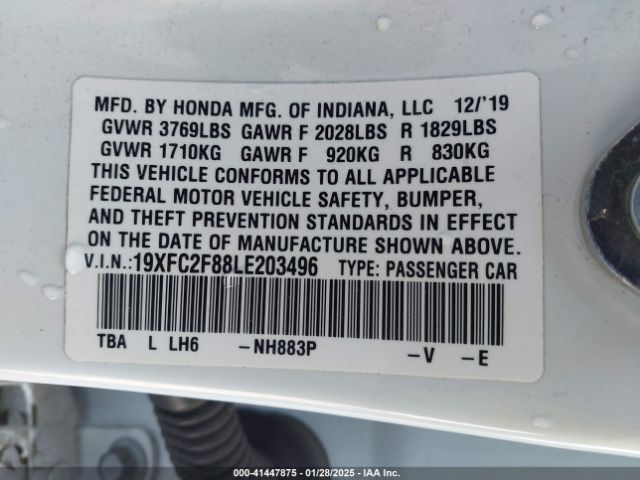 MFD. BY HONDA MFG. OF INDIANA, LLC 12/'19
GVWR 3769LBS GAWR F 2028LBS R 1829LBS
GVWR 1710KG GAWR F 920KG R 830KG
THIS VEHICLE CONFORMS TO ALL APPLICABLE
FEDERAL MOTOR VEHICLE SAFETY, BUMPER,
AND THEFT PREVENTION STANDARDS IN EFFECT
ON THE DATE OF MANUFACTURE SHOWN ABOVE.
V.I.N.:19XFC2F88LE203496 TYPE: PASSENGER CAR
TBA L LH6 -NH883P -V -E
000-41447875 | 01/28/2025 | IAA Inc.